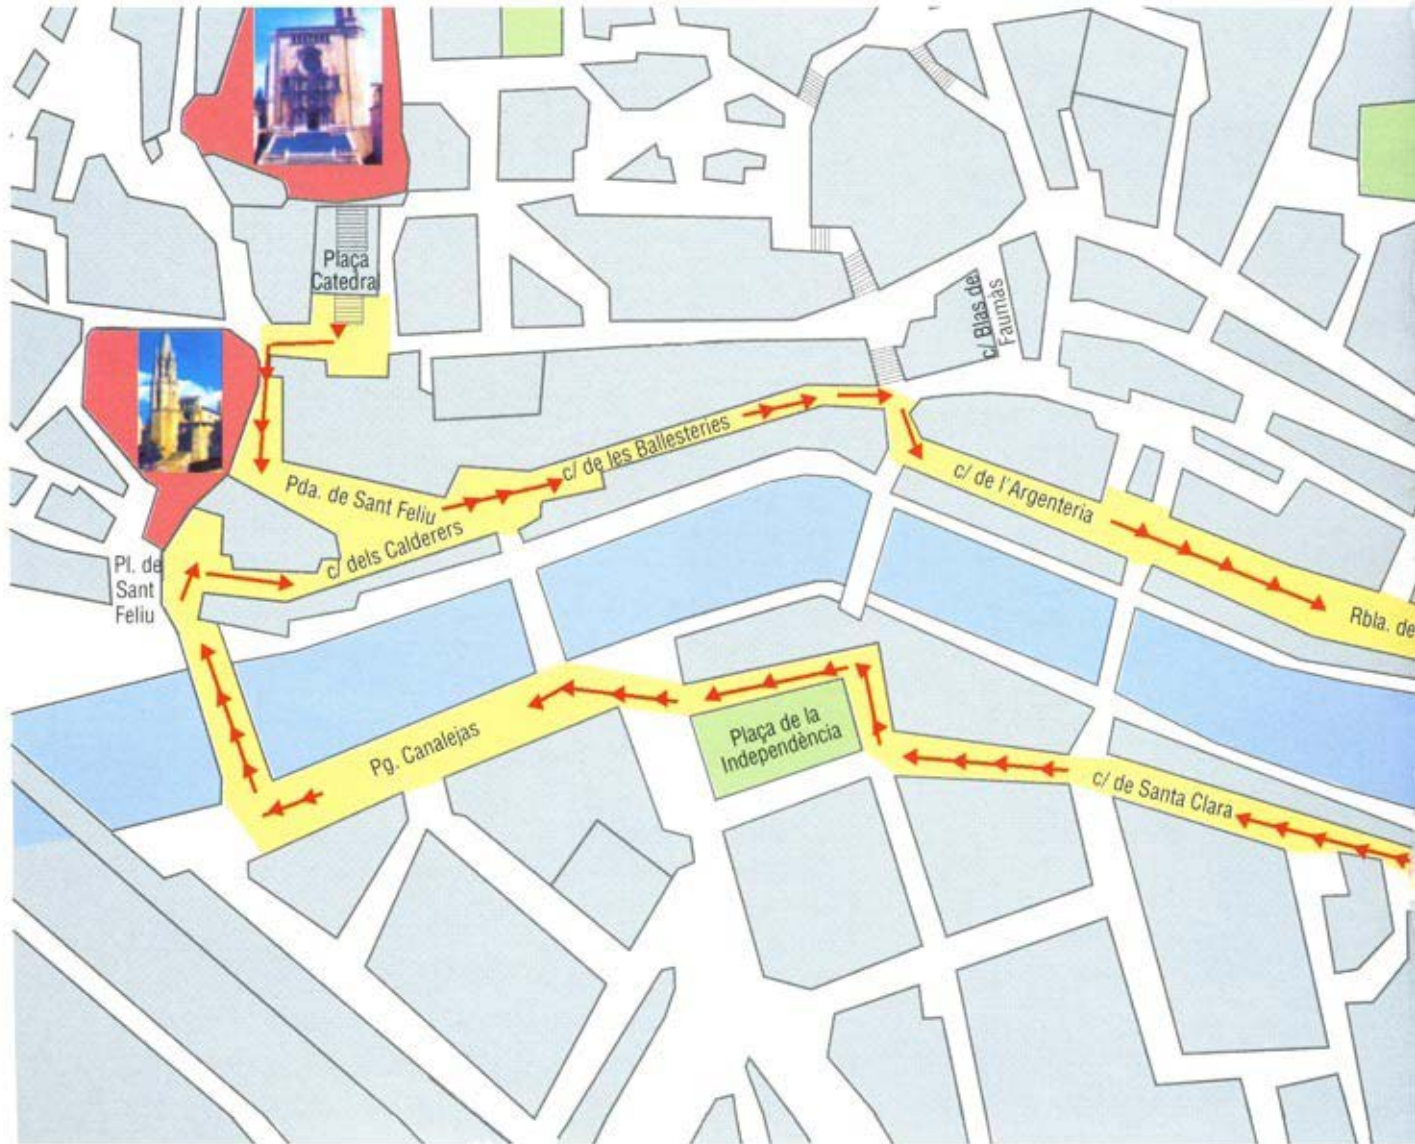 Plaça
Catedral
c/ Blas de
Faumàs
c/ de les Ballesteries
Pda. de Sant Feliu
c/ dels Calderers
c/ de l'Argenteria
Pl. de
Sant
Feliu
Rbla. de
Plaça de la
Independència
Pg. Canalejas
c/ de Santa Clara